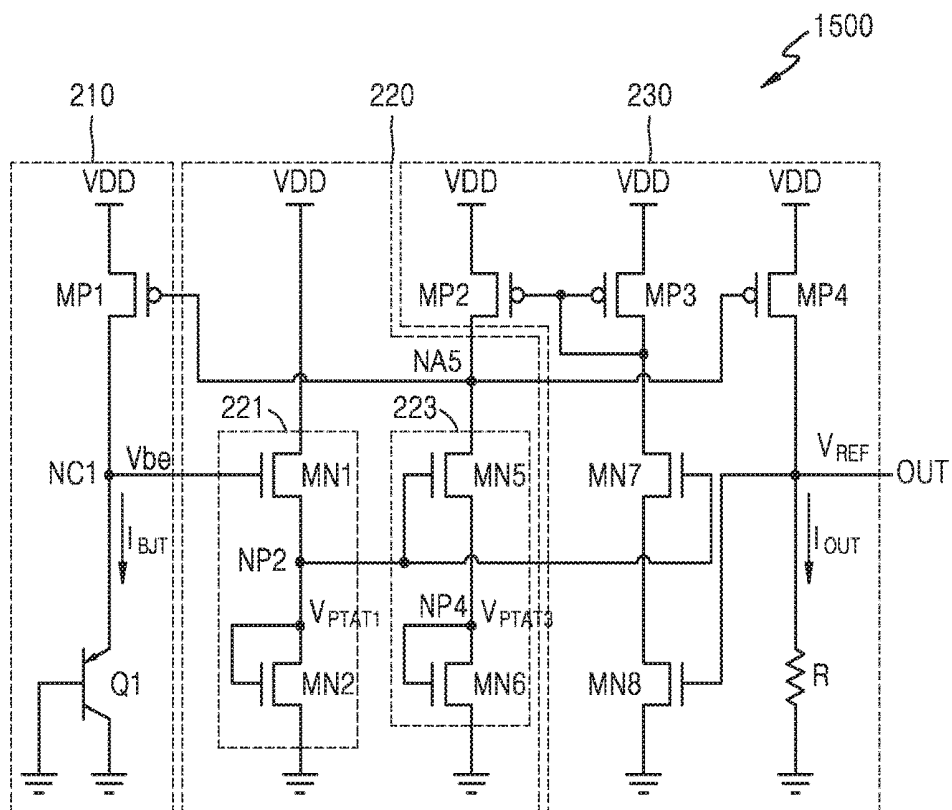 1500
210 220 230
VDD VDD VDD VDD VDD
MP1 MP2 MP3 MP4
NA5
221 223
NC1 Vbe MN1 MN5 MN7 VREF OUT
IBJT NP2 IOUT
VPTAT1 NP4 VPTAT3
Q1 MN2 MN6 MN8 R